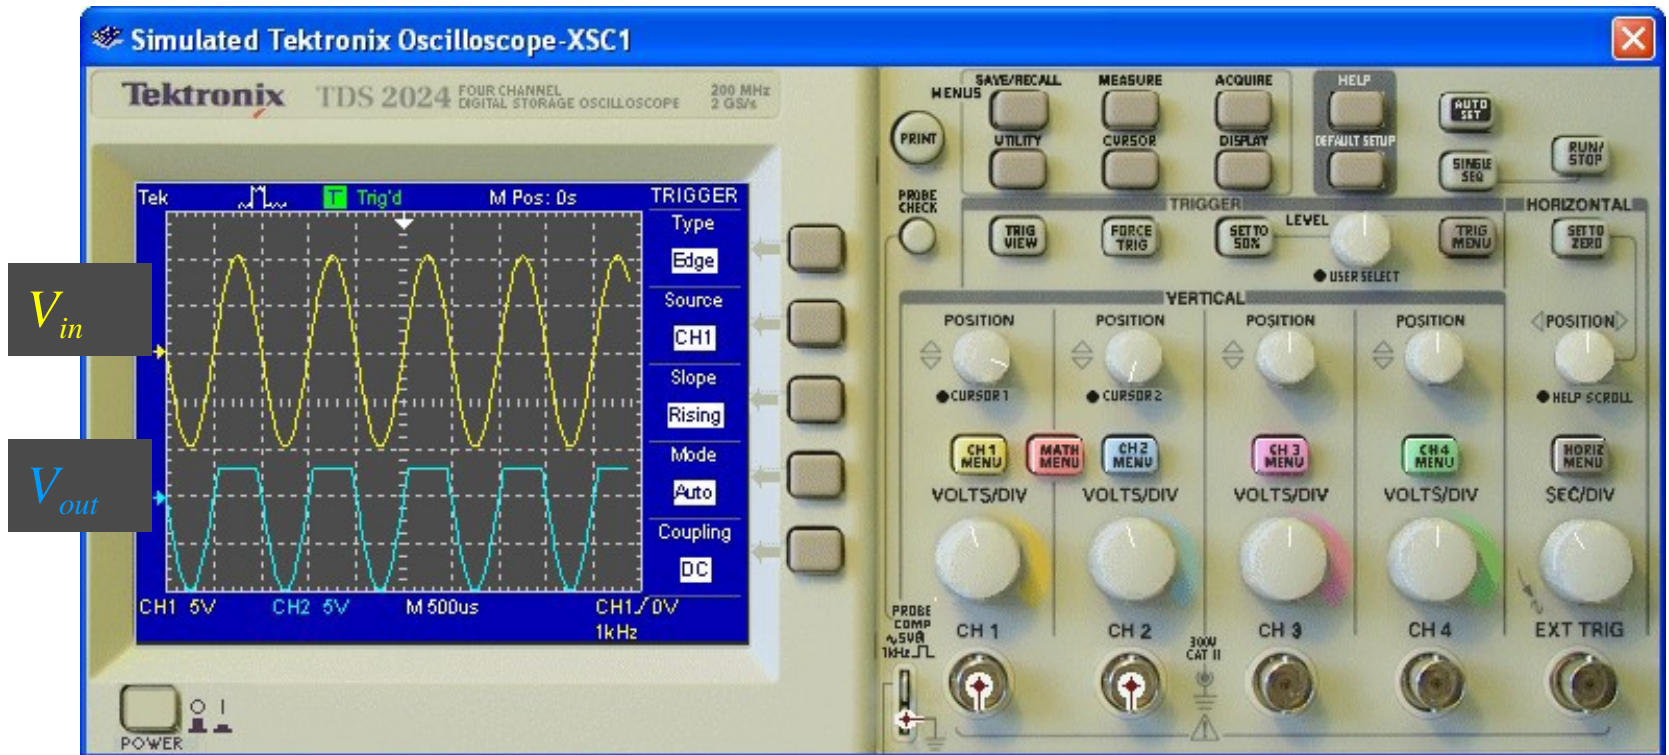 Simulated Tektronix Oscilloscope-XSC1
Tektronix TDS 2024 FOUR CHANNEL DIGITAL STORAGE OSCILLOSCOPE 200 MHz 2 GS/s
Tek T Trig'd M Pos: 0s TRIGGER
Type
Edge
Source
CH1
Slope
Rising
Mode
Auto
Coupling
DC
CH1 5V CH2 5V M 500us CH1 / 0V
1kHz
Vin
Vout
POWER
O I
MENUS
SAVE/RECALL MEASURE ACQUIRE
UTILITY CURSOR DISPLAY
HELP
DEFAULT SETUP
AUTO SET
SINGLE SEQ
RUN/STOP
PRINT
PROBE CHECK
TRIGGER
TRIG VIEW
FORCE TRIG
SET TO 50%
LEVEL
USER SELECT
TRIG MENU
HORIZONTAL
SET TO ZERO
VERTICAL
POSITION POSITION POSITION POSITION POSITION
CURSOR 1 CURSOR 2 HELP SCROLL
CH 1 MENU
MATH MENU
CH 2 MENU
CH 3 MENU
CH 4 MENU
HORIZ MENU
VOLTS/DIV VOLTS/DIV VOLTS/DIV VOLTS/DIV SEC/DIV
PROBE COMP
~5V@
1kHz
CH 1 CH 2 CH 3 CH 4 EXT TRIG
300V
CAT II